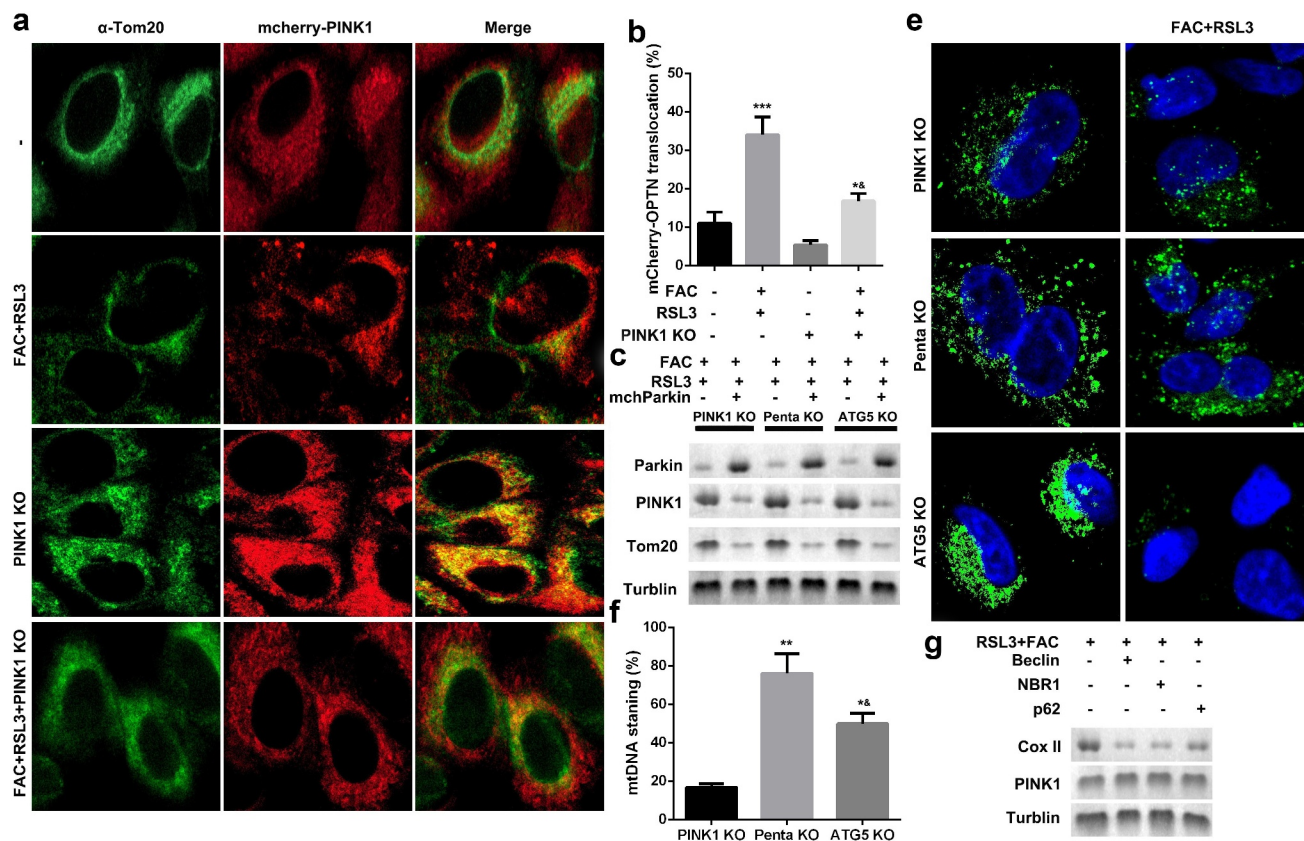 a
α-Tom20 mcherry-PINK1 Merge
-
FAC+RSL3
PINK1 KO
FAC+RSL3+PINK1 KO
b
mCherry-OPTN translocation (%)
50
40
30
20
10
0
***
*&
FAC - + - +
RSL3 - + - +
PINK1 KO - - + +
c
FAC + + + + + +
RSL3 + + + + + +
mchParkin - + - + - +
PINK1 KO Penta KO ATG5 KO
Parkin
PINK1
Tom20
Turblin
f
mtDNA staning (%)
100
80
60
40
20
0
**
*&
PINK1 KO Penta KO ATG5 KO
e
FAC+RSL3
PINK1 KO
Penta KO
ATG5 KO
g
RSL3+FAC + + + +
Beclin - + - -
NBR1 - - + -
p62 - - - +
Cox II
PINK1
Turblin